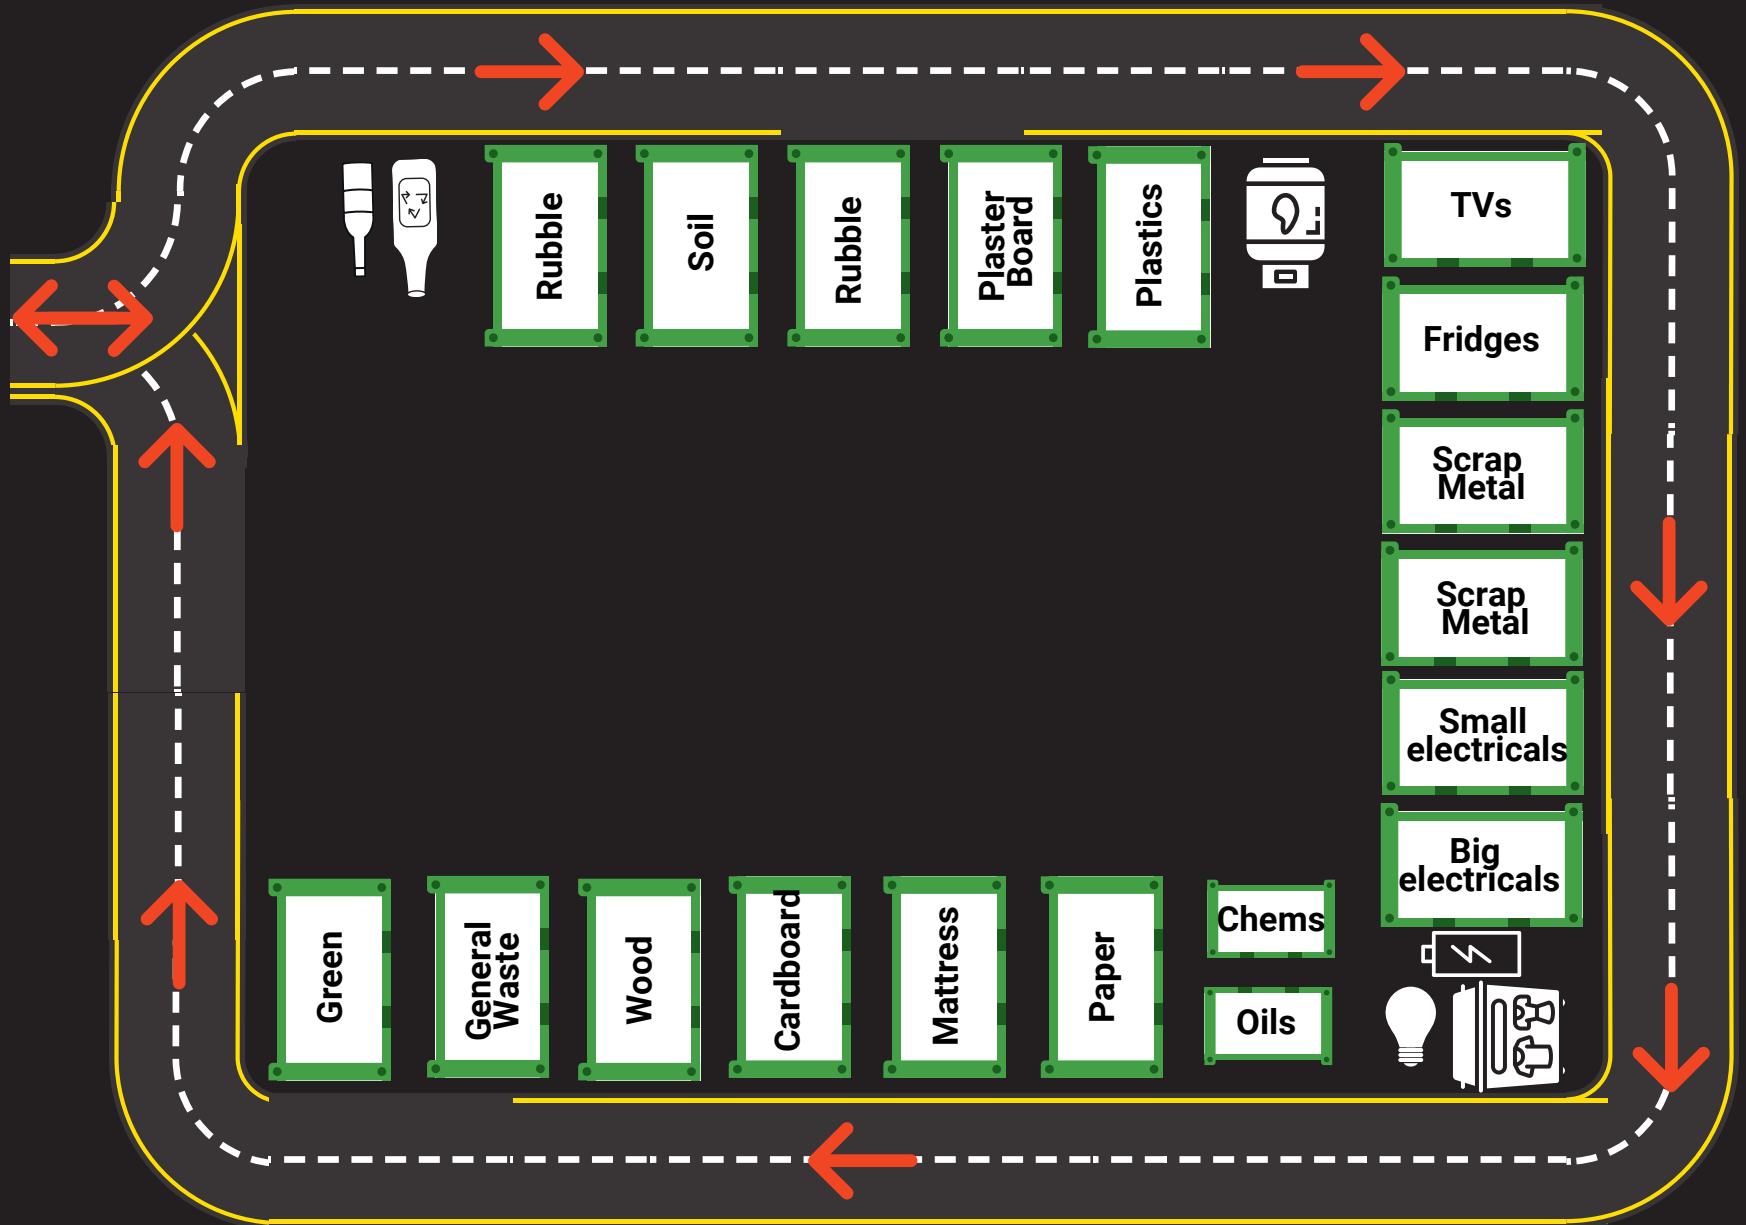 Rubble
Soil
Rubble
Plaster
Board
Plastics
TVs
Fridges
Scrap
Metal
Scrap
Metal
Small
electricals
Big
electricals
Green
General
Waste
Wood
Cardboard
Mattress
Paper
Chems
Oils